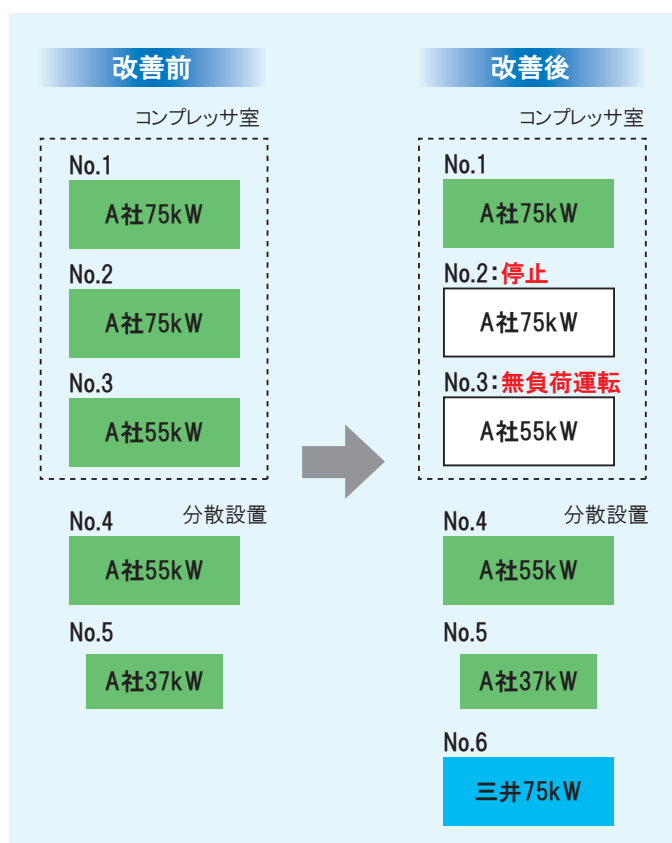 改善前
コンプレッサ室
No.1
A社75kW
No.2
A社75kW
No.3
A社55kW
分散設置
No.4
A社55kW
No.5
A社37kW
改善後
コンプレッサ室
No.1
A社75kW
No.2:停止
A社75kW
No.3:無負荷運転
A社55kW
分散設置
No.4
A社55kW
No.5
A社37kW
No.6
三井75kW